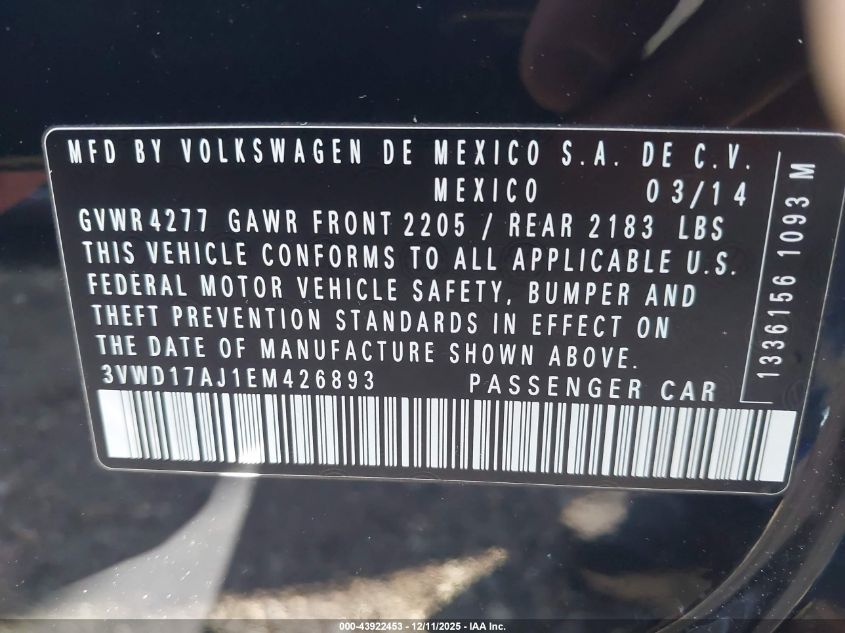 MFD BY VOLKSWAGEN DE MEXICO S.A. DE C.V.
MEXICO 03/14
GVWR 4277 GAWR FRONT 2205 / REAR 2183 LBS
THIS VEHICLE CONFORMS TO ALL APPLICABLE U.S.
FEDERAL MOTOR VEHICLE SAFETY, BUMPER AND
THEFT PREVENTION STANDARDS IN EFFECT ON
THE DATE OF MANUFACTURE SHOWN ABOVE.
3VWD17AJ1EM426893 PASSENGER CAR
1336156 1093 M
000-43922453 - 12/11/2025 - IAA Inc.